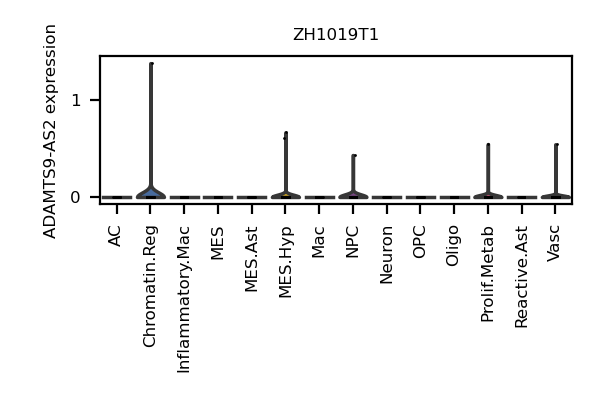 ZH1019T1
ADAMTS9-AS2 expression
1
0
AC
Chromatin.Reg
Inflammatory.Mac
MES
MES.Ast
MES.Hyp
Mac
NPC
Neuron
OPC
Oligo
Prolif.Metab
Reactive.Ast
Vasc